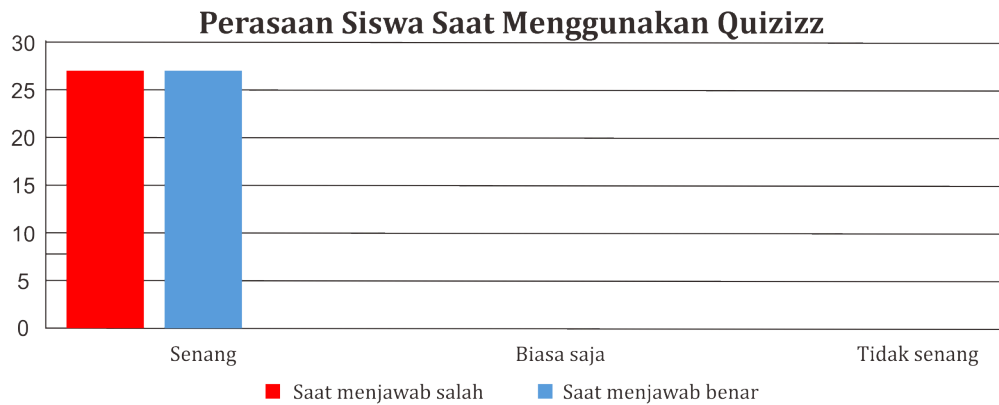 Perasaan Siswa Saat Menggunakan Quizizz
30
25
20
15
10
5
0
Senang Biasa saja Tidak senang
Saat menjawab salah Saat menjawab benar